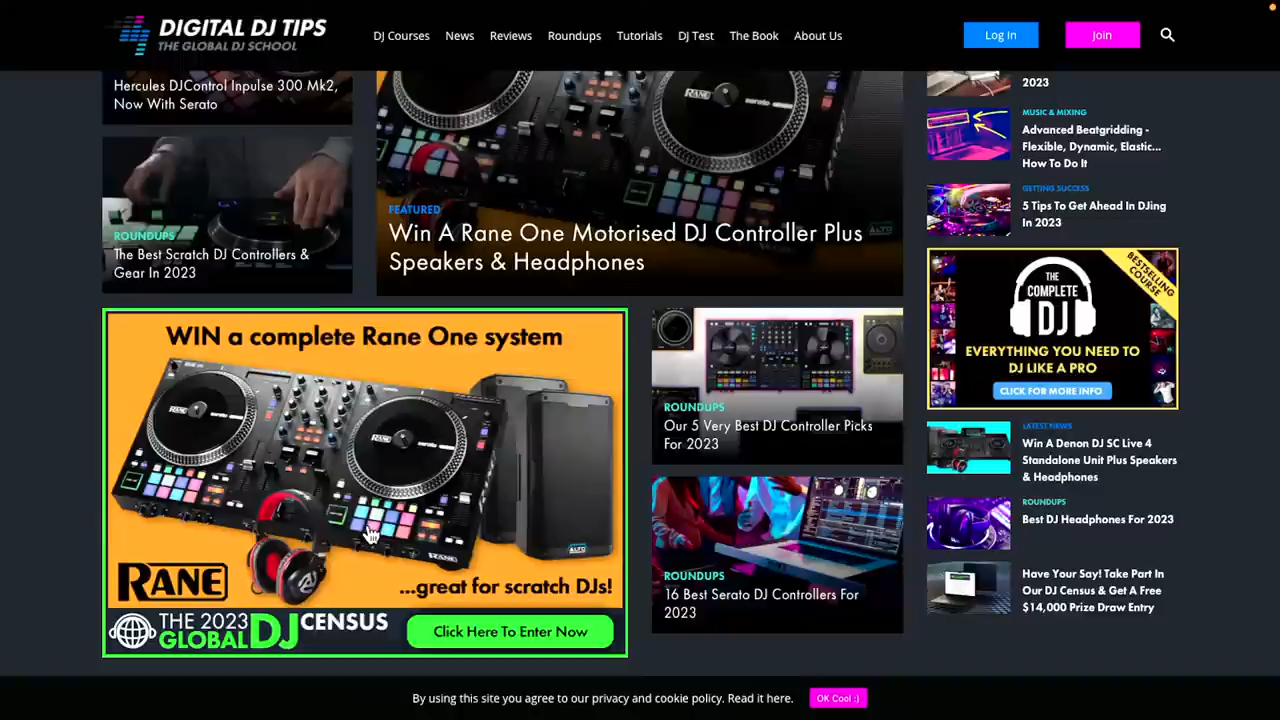 DIGITAL DJ TIPS
THE GLOBAL DJ SCHOOL
DJ Courses
News
Reviews
Roundups
Tutorials
Dj Test
The Book
About Us
Log In
Join
Hercules DJControl Inpulse 300 Mk2,
Now With Serato
ROUNDUPS
The Best Scratch DJ Controllers &
Gear In 2023
RANE
serato
ALTO
FEATURED
Win A Rane One Motorised DJ Controller Plus
Speakers & Headphones
2023
MUSIC & MIXING
Advanced Beatgridding -
Flexible, Dynamic, Elastic...
How To Do It
GETTING SUCCESS
5 Tips To Get Ahead In DJing
In 2023
WIN a complete Rane One system
RANE
RANE
serato
RANE
ALTO
RANE
...great for scratch DJs!
THE 2023
GLOBAL DJ CENSUS
Click Here To Enter Now
ROUNDUPS
Our 5 Very Best DJ Controller Picks
For 2023
ROUNDUPS
16 Best Serato DJ Controllers For
2023
BESTSELLING
COURSE
THE
COMPLETE
DJ
EVERYTHING YOU NEED TO
DJ LIKE A PRO
CLICK FOR MORE INFO
LATEST NEWS
Win A Denon DJ SC Live 4
Standalone Unit Plus Speakers
& Headphones
ROUNDUPS
Best DJ Headphones For 2023
Have Your Say! Take Part In
Our DJ Census & Get A Free
$14,000 Prize Draw Entry
By using this site you agree to our privacy and cookie policy. Read it here.
OK Cool :)